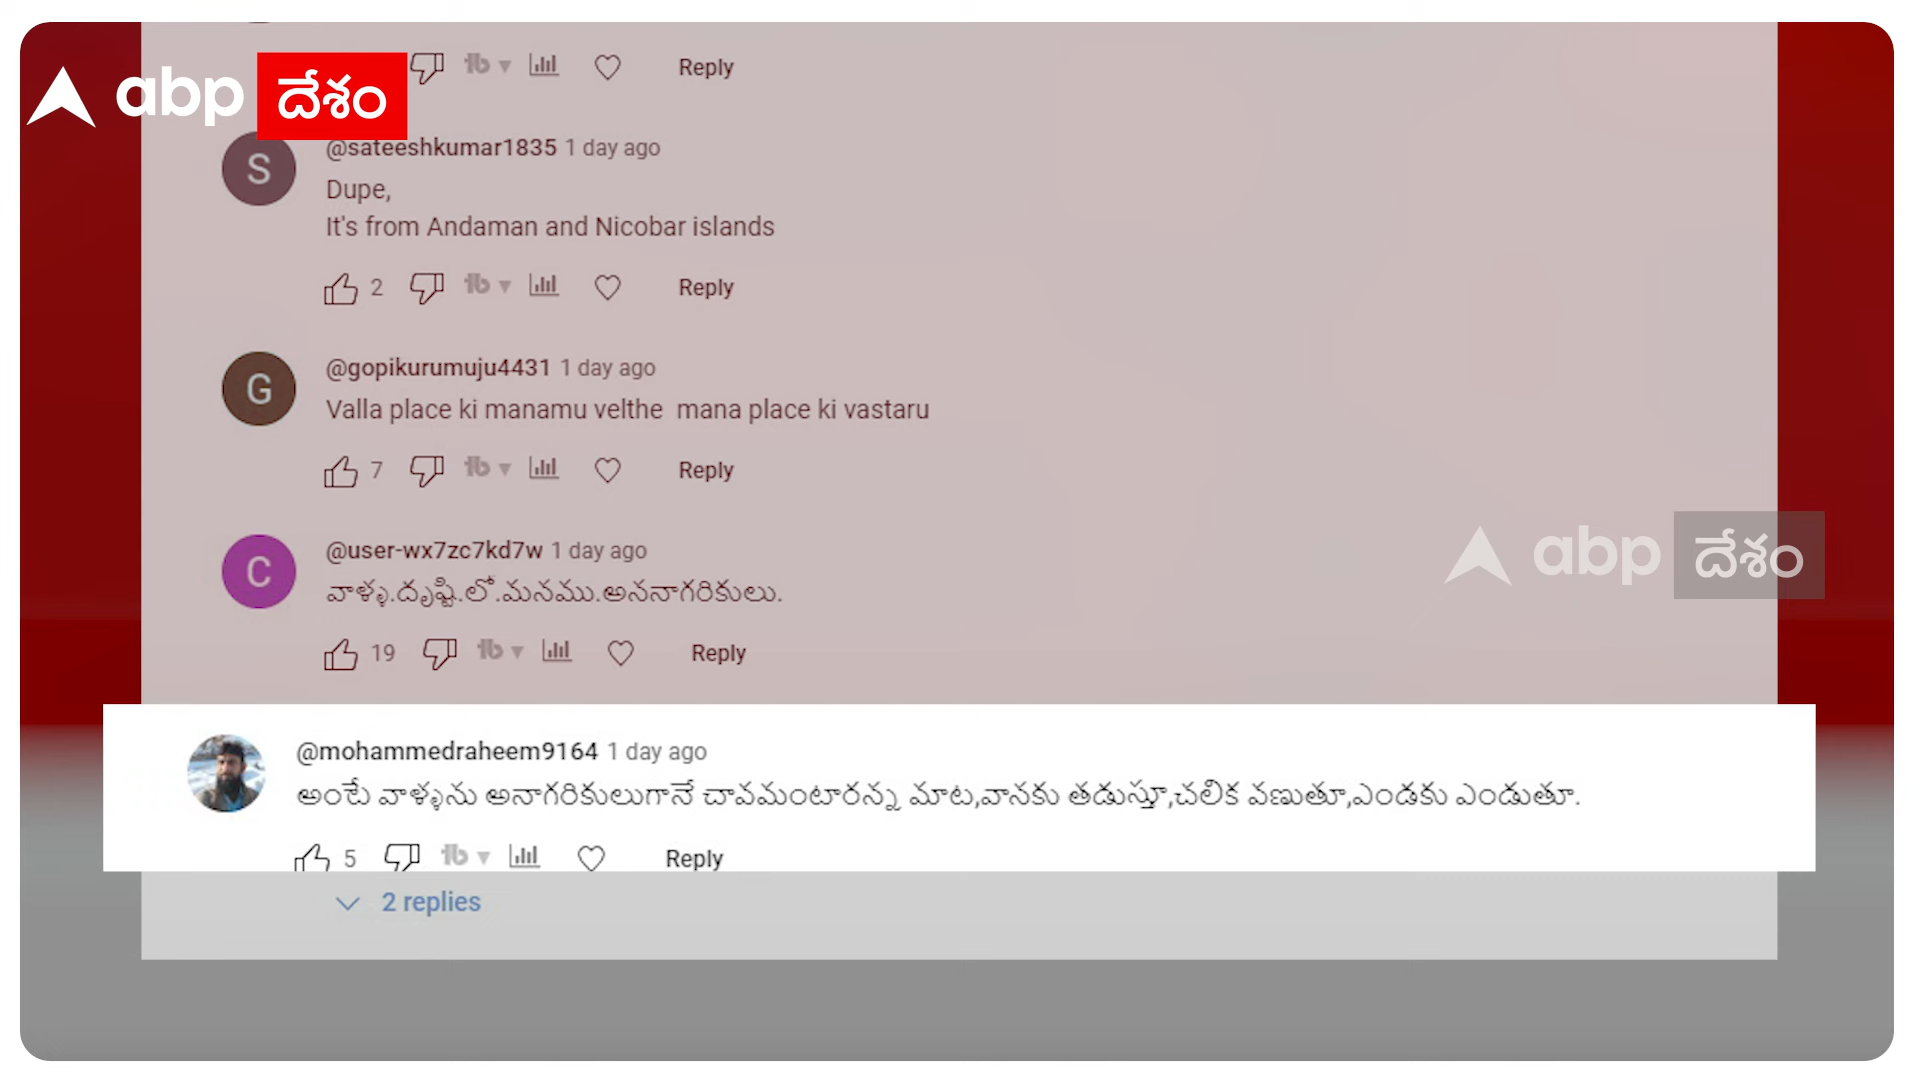 abp దేశం
Reply
@sateeshkumar1835 1 day ago
Dupe,
It's from Andaman and Nicobar islands
2 Reply
@gopikurumuju4431 1 day ago
Valla place ki manamu velthe mana place ki vastaru
7 Reply
@user-wx7zc7kd7w 1 day ago
వాళ్ళు.దృష్టి.లో.మనము.అననాగరికులు.
19 Reply
abp దేశం
@mohammedraheem9164 1 day ago
అంటే వాళ్ళను అనాగరికులుగానే చావమంటారన్న మాట,వానకు తడుస్తూ,చలిక వణుతూ,ఎండకు ఎండుతూ.
5 Reply
2 replies